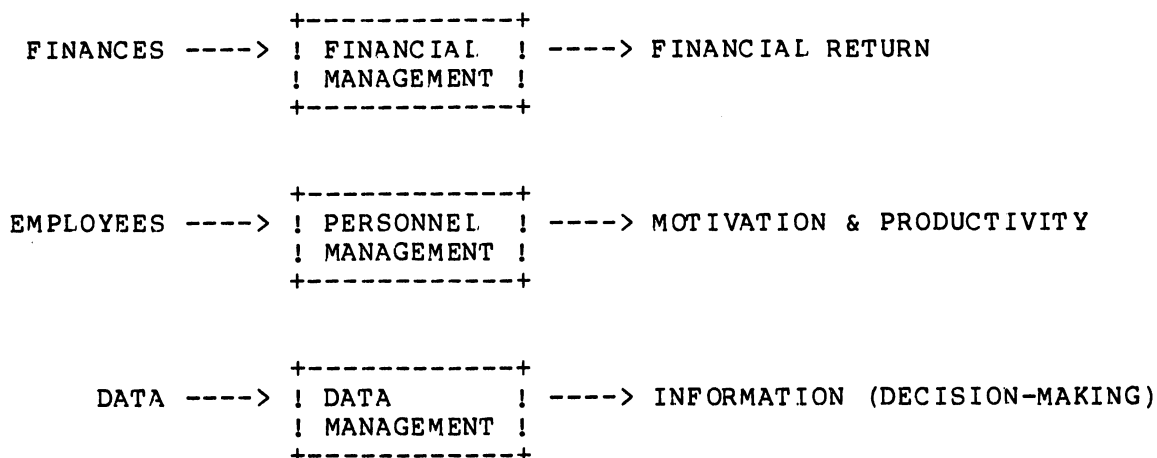 +------------+
FINANCES ----> ! FINANCIAL ! ----> FINANCIAL RETURN
! MANAGEMENT !
+------------+
+------------+
EMPLOYEES ----> ! PERSONNEL ! ----> MOTIVATION & PRODUCTIVITY
! MANAGEMENT !
+------------+
+------------+
DATA ----> ! DATA ! ----> INFORMATION (DECISION-MAKING)
! MANAGEMENT !
+------------+